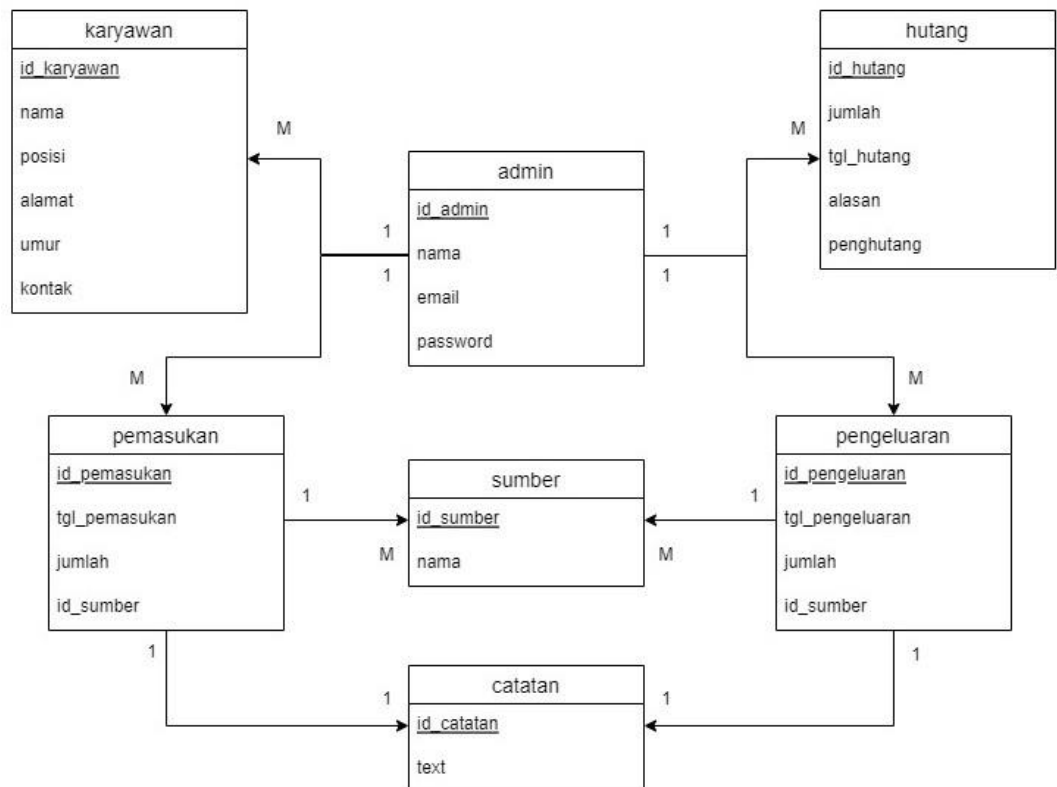 karyawan
id_karyawan
nama
posisi
alamat
umur
kontak
M
hutang
id_hutang
jumlah
tgl_hutang
alasan
penghutang
M
admin
id_admin
nama
email
password
1
1
1
1
M
M
pemasukan
id_pemasukan
tgl_pemasukan
jumlah
id_sumber
1
M
sumber
id_sumber
nama
1
M
pengeluaran
id_pengeluaran
tgl_pengeluaran
jumlah
id_sumber
1
1
catatan
id_catatan
text
1
1